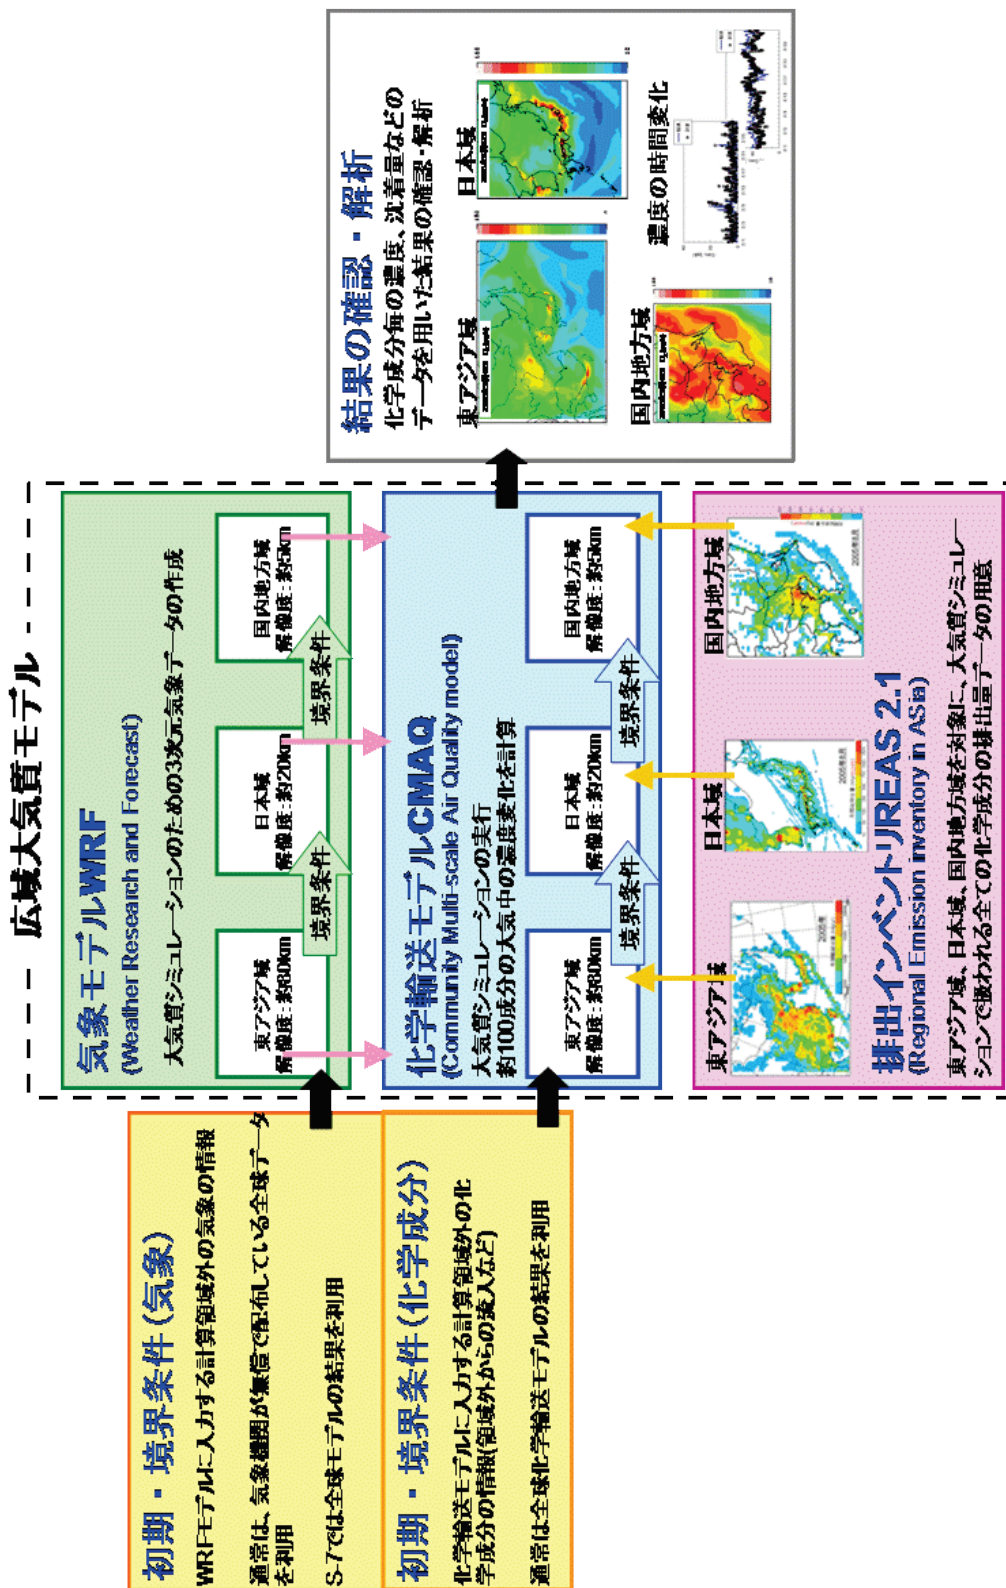 広域大気質モデル
初期・境界条件(気象)
WRFモデルに入力する計算領域外の気象の情報
通常は、気象機関が無償で配布している全球データ
を利用
S-7では全球モデルの結果を利用
初期・境界条件(化学成分)
化学輸送モデルに入力する計算領域外の化
学成分の情報(領域外からの流入など)
通常は全球化学輸送モデルの結果を利用
気象モデルWRF
(Weather Research and Forecast)
大気質シミュレーションのための3次元気象データの作成
東アジア域
解像度:約80km
境界条件
日本域
解像度:約20km
境界条件
国内地方域
解像度:約5km
化学輸送モデルCMAQ
(Community Multi-scale Air Quality model)
大気質シミュレーションの実行
約100成分の大気中の濃度変化を計算
東アジア域
解像度:約80km
境界条件
日本域
解像度:約20km
境界条件
国内地方域
解像度:約5km
東アジア域
2005年
日本域
2005年8月
国内地方域
2005年8月
排出インベントリREAS 2.1
(Regional Emission inventory in ASia)
東アジア域、日本域、国内地方域を対象に、大気質シミュレー
ションで扱われる全ての化学成分の排出量データの用意
結果の確認・解析
化学成分毎の濃度、沈着量などの
データを用いた結果の確認・解析
東アジア域
日本域
国内地方域
濃度の時間変化